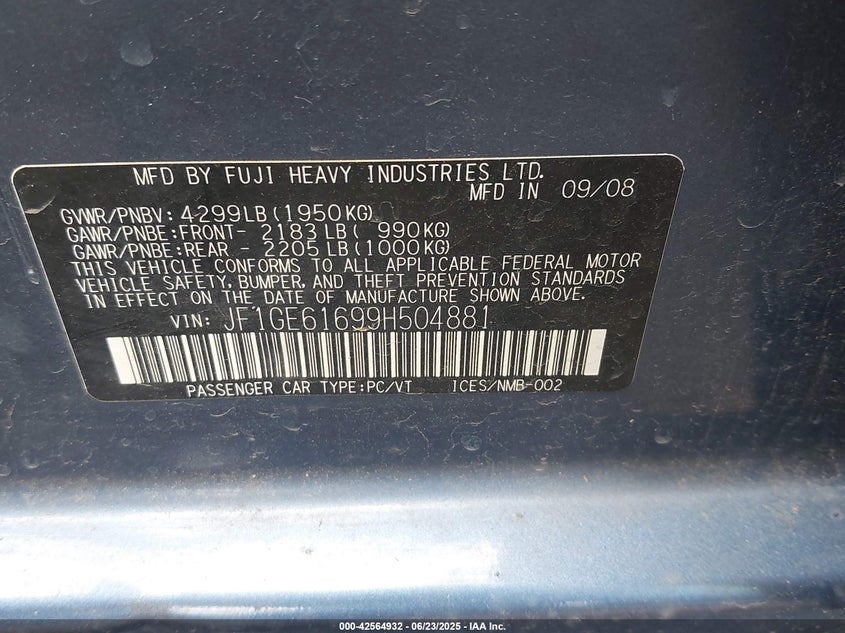 MFD BY FUJI HEAVY INDUSTRIES LTD.
MFD IN 09/08
GVWR/PNBV: 4299LB(1950KG)
GAWR/PNBE:FRONT- 2183LB( 990KG)
GAWR/PNBE:REAR - 2205LB(1000KG)
THIS VEHICLE CONFORMS TO ALL APPLICABLE FEDERAL MOTOR
VEHICLE SAFETY, BUMPER, AND THEFT PREVENTION STANDARDS
IN EFFECT ON THE DATE OF MANUFACTURE SHOWN ABOVE.
VIN: JF1GE61699H504881
PASSENGER CAR TYPE:PC/VT ICES/NMB-002
000-42564932 - 06/23/2025 - IAA Inc.